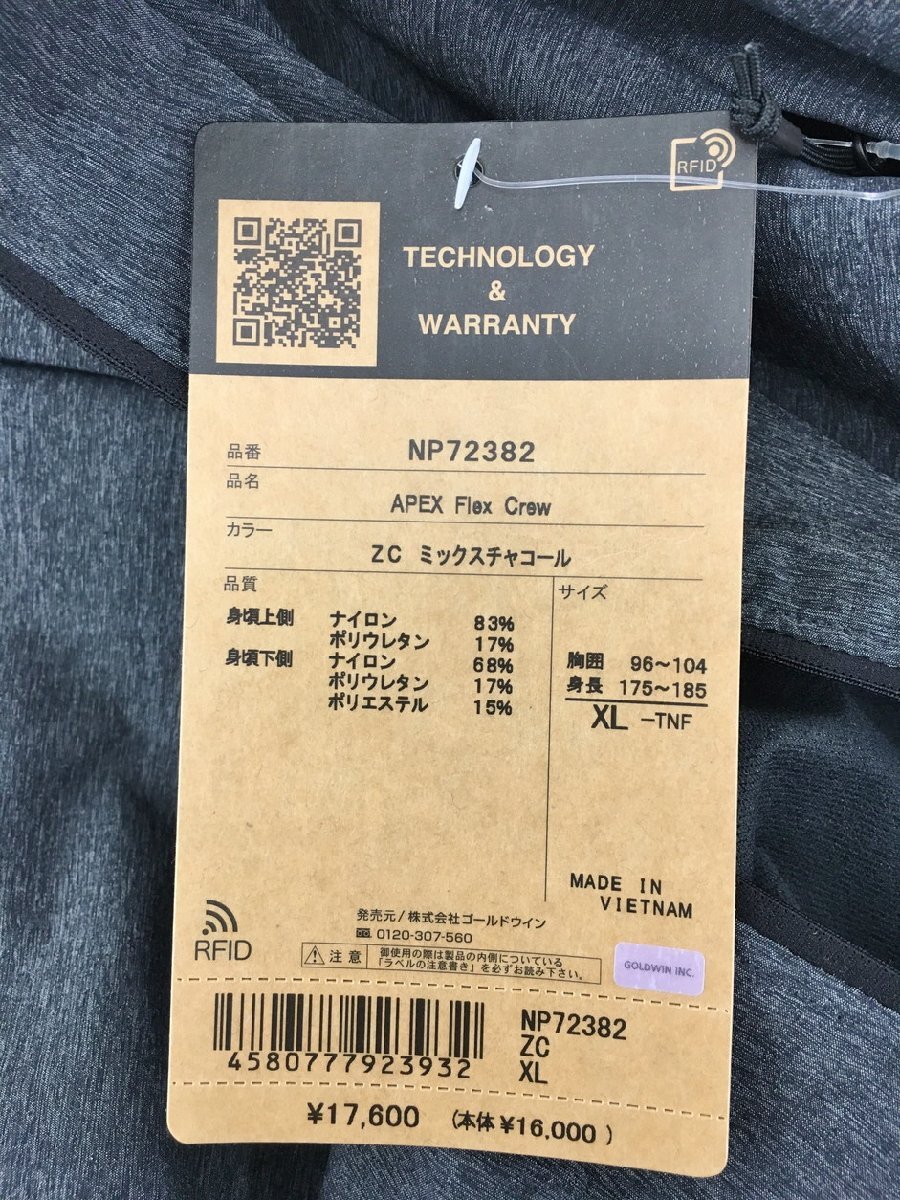 RFID
TECHNOLOGY
&
WARRANTY
品番 NP72382
品名
APEX Flex Crew
カラー
ZC ミックスチャコール
品質
身頃上側 ナイロン 83%
ポリウレタン 17%
身頃下側 ナイロン 68%
ポリウレタン 17%
ポリエステル 15%
サイズ
胸囲 96~104
身長 175~185
XL -TNF
MADE IN
VIETNAM
RFID
発売元/株式会社ゴールドウイン
0120-307-560
注意 御使用の際は製品の内側についている
「ラベルの注意書き」を必ずお読み下さい。
GOLDWIN INC.
4580777923932
NP72382
ZC
XL
¥17,600 (本体 ¥16,000)